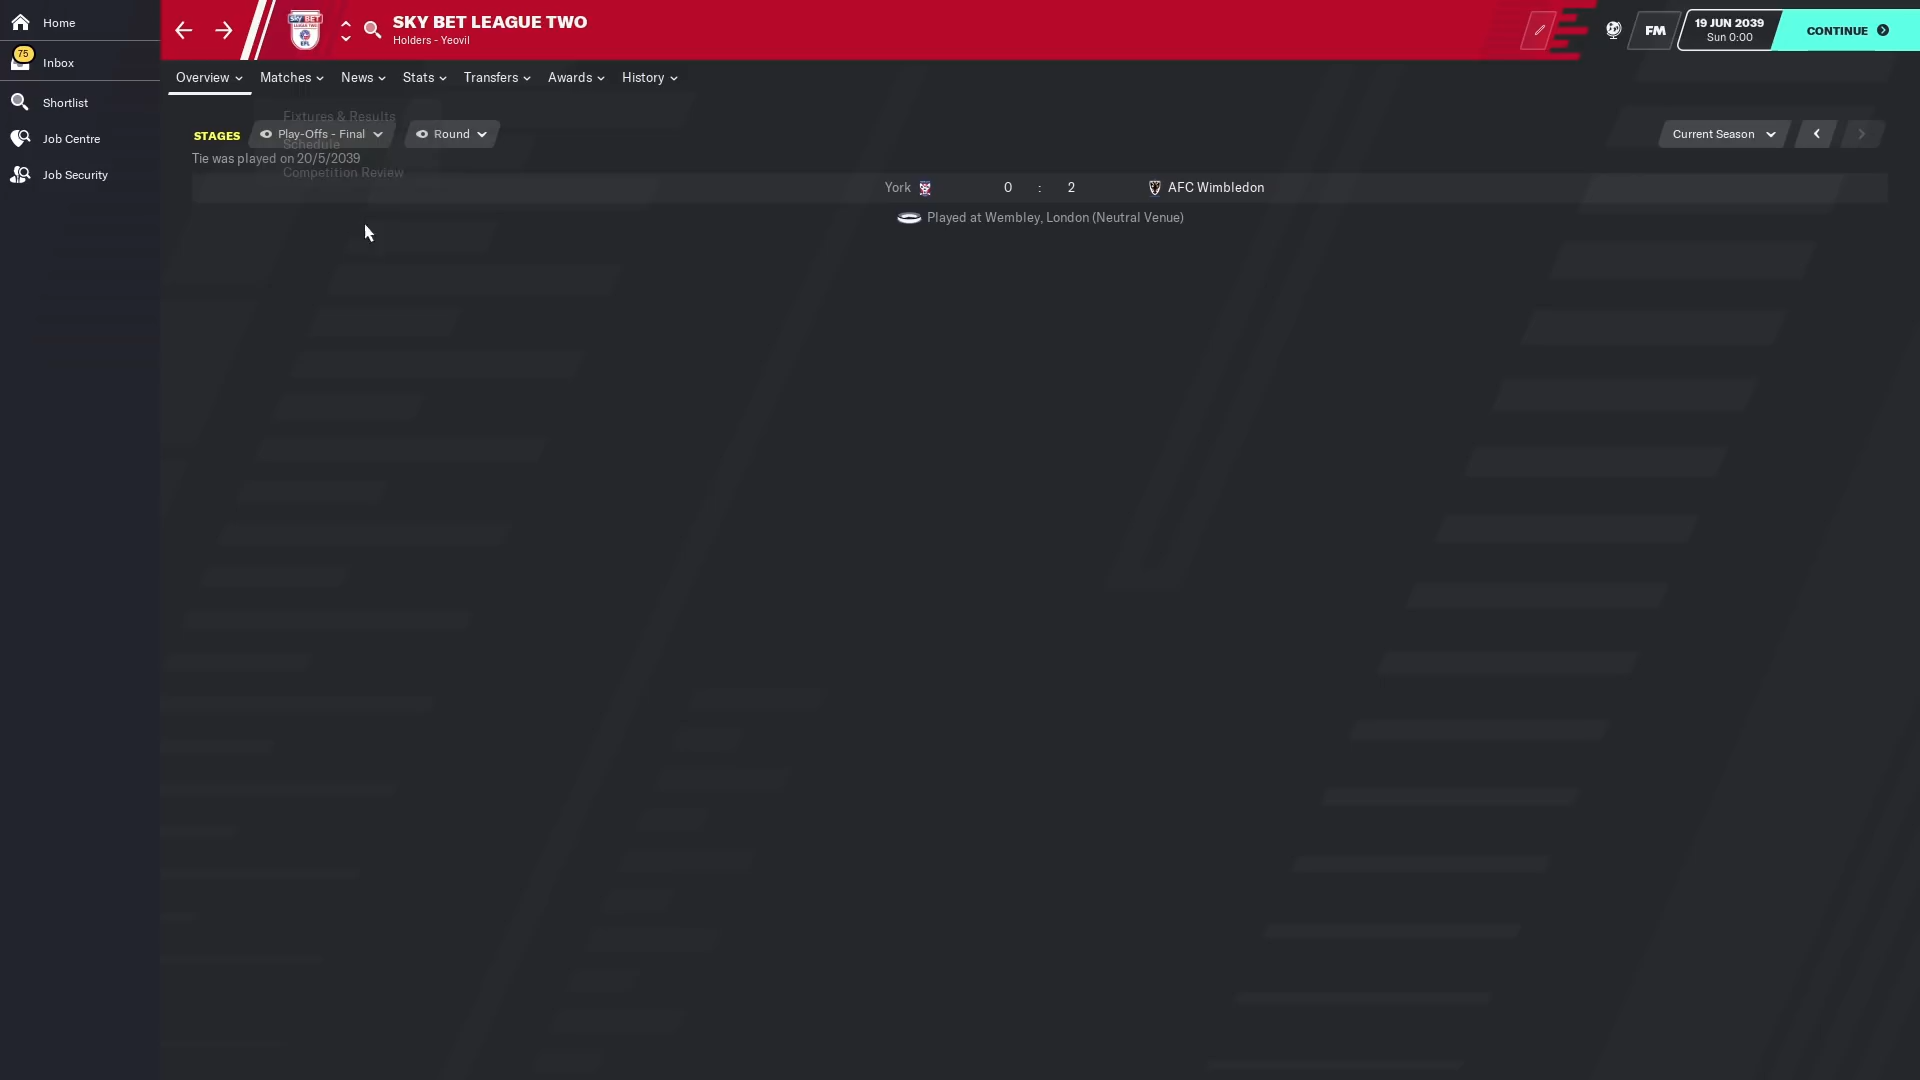 Home
75
Inbox
Shortlist
Job Centre
Job Security
SKY BET LEAGUE TWO
Holders - Yeovil
FM
19 JUN 2039
Sun 0:00
CONTINUE
Overview Matches News Stats Transfers Awards History
Fixtures & Results
STAGES Play-Offs - Final Round Current Season
Schedule
Tie was played on 20/5/2039
Competition Review
York 0 : 2 AFC Wimbledon
Played at Wembley, London (Neutral Venue)
sky BET
EFL